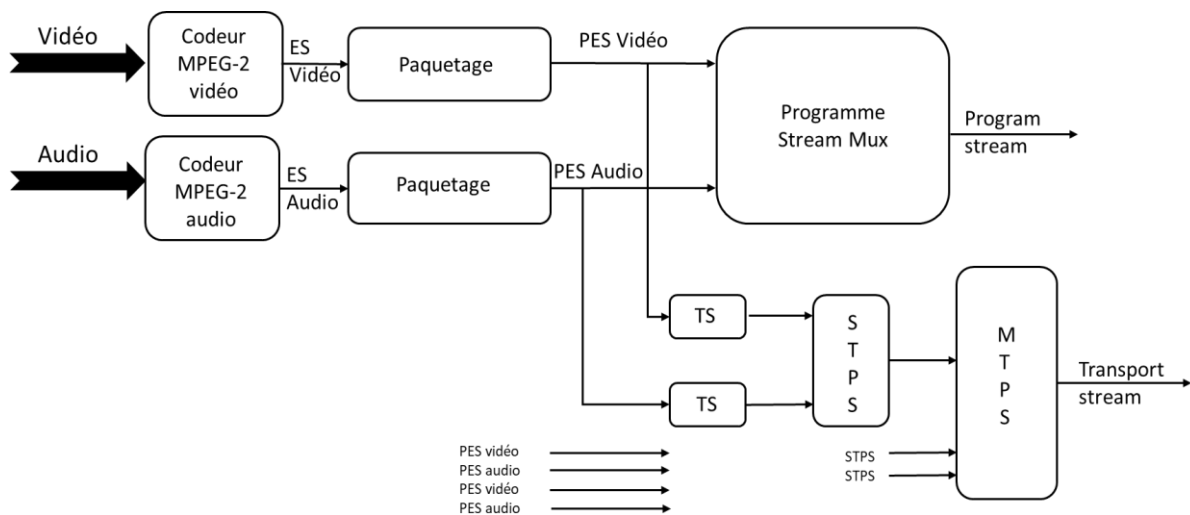 Vidéo
Codeur
MPEG-2
vidéo
ES
Vidéo
Paquetage
PES Vidéo
Programme
Stream Mux
Program
stream
Audio
Codeur
MPEG-2
audio
ES
Audio
Paquetage
PES Audio
TS
TS
S
T
P
S
M
T
P
S
Transport
stream
PES vidéo
PES audio
PES vidéo
PES audio
STPS
STPS